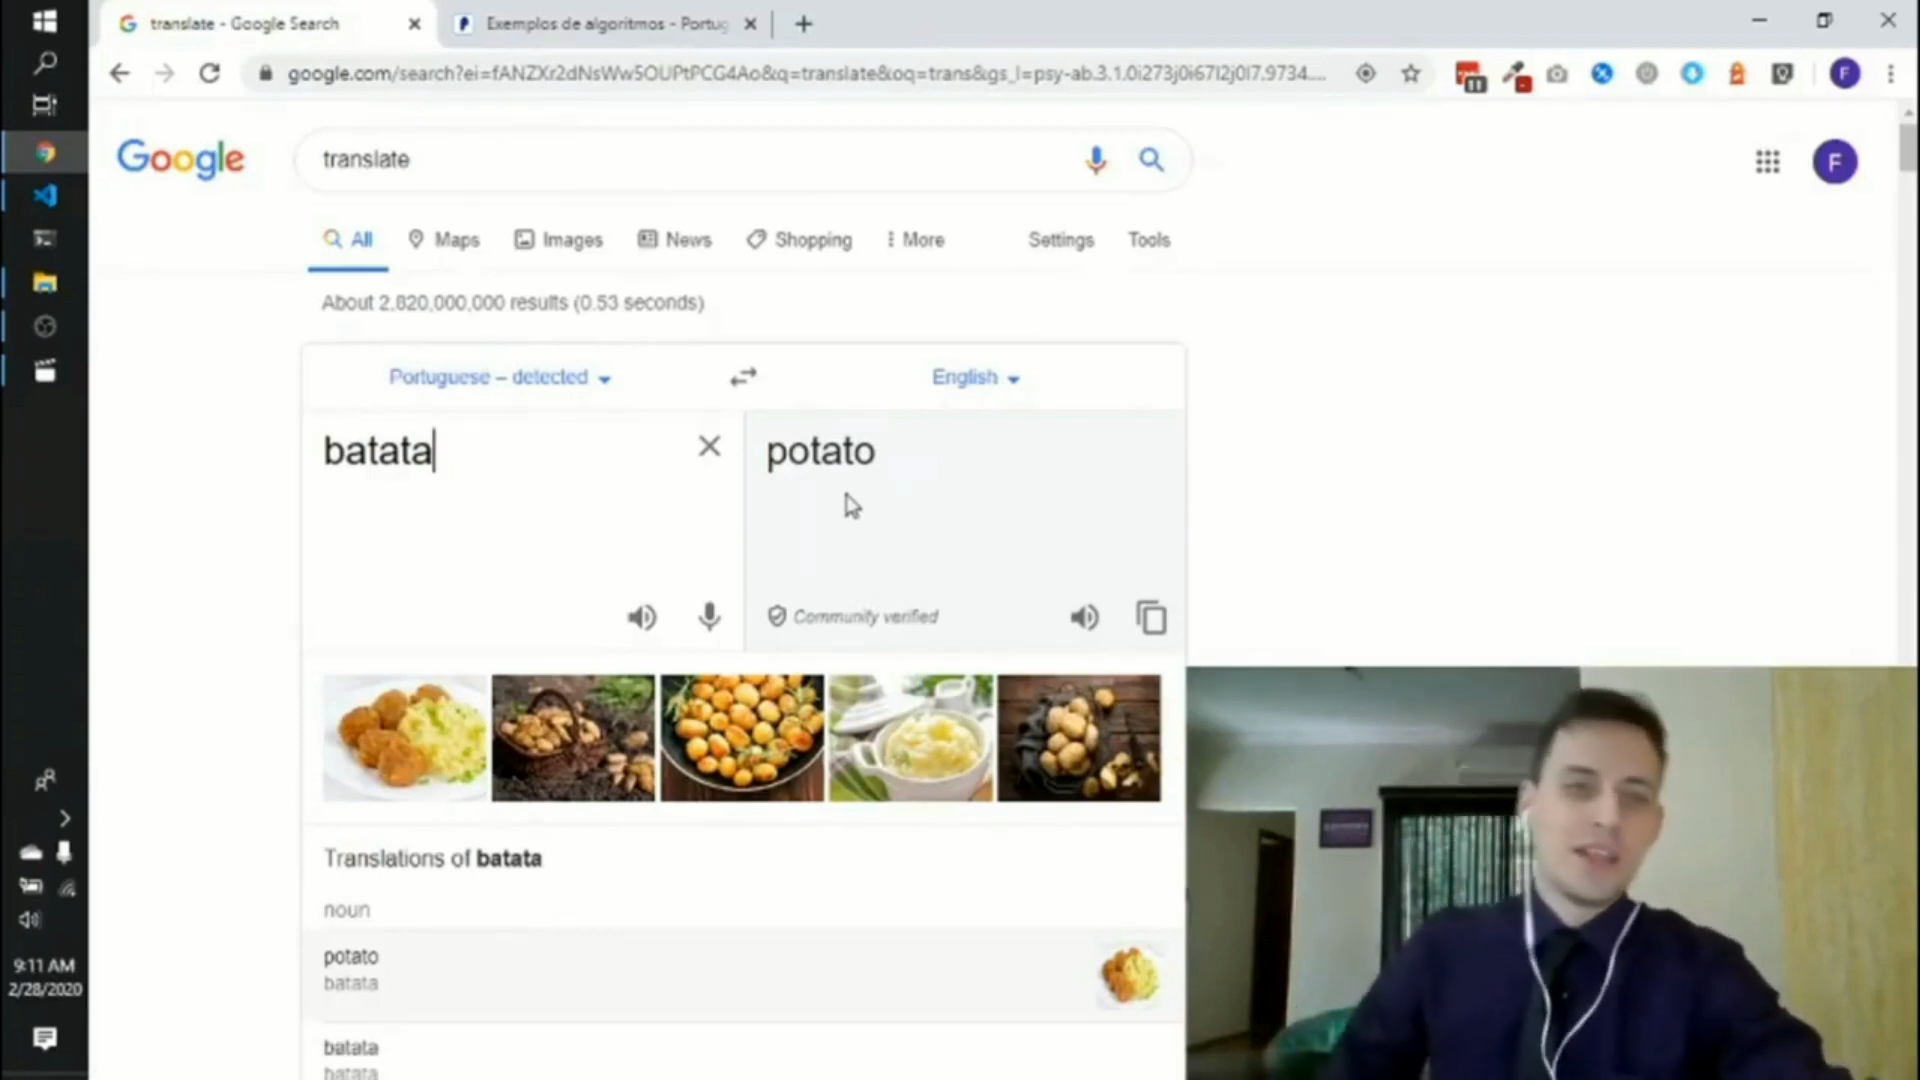 translate - Google Search
Exemplos de algoritmos - Portug
google.com/search?ei=fANZXr2dNsWw5OUPtPCG4Ao&q=translate&oq=trans&gs_l=psy-ab.3.1.0i273j0i67l2j0l7.9734....
F
Google
translate
F
All
Maps
Images
News
Shopping
More
Settings
Tools
About 2,820,000,000 results (0.53 seconds)
Portuguese – detected
English
batata
potato
Community verified
Translations of batata
noun
potato
batata
batata
batata
9:11 AM
2/28/2020